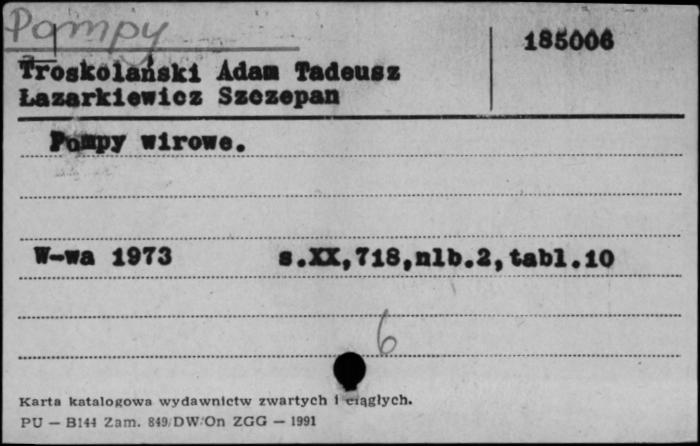 Pompy
185006
Troskolański Adam Tadeusz
Łazarkiewicz Szczepan
Pompy wirowe.
W-wa 1973 s.XX,718,nlb.2,tabl.10
6
Karta katalogowa wydawnictw zwartych i ciągłych.
PU — B144 Zam. 849/DW/On ZGG — 1991